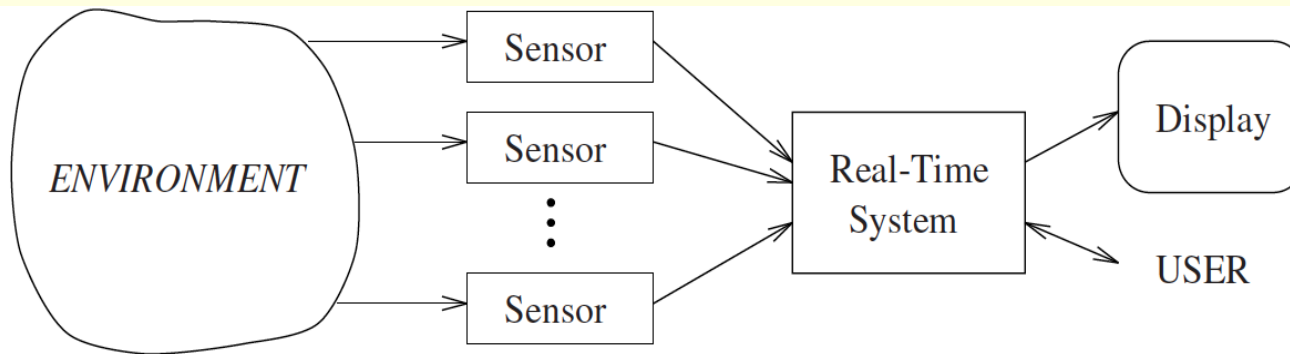 Sensor
Display
Sensor
ENVIRONMENT
Real-Time
System
USER
Sensor